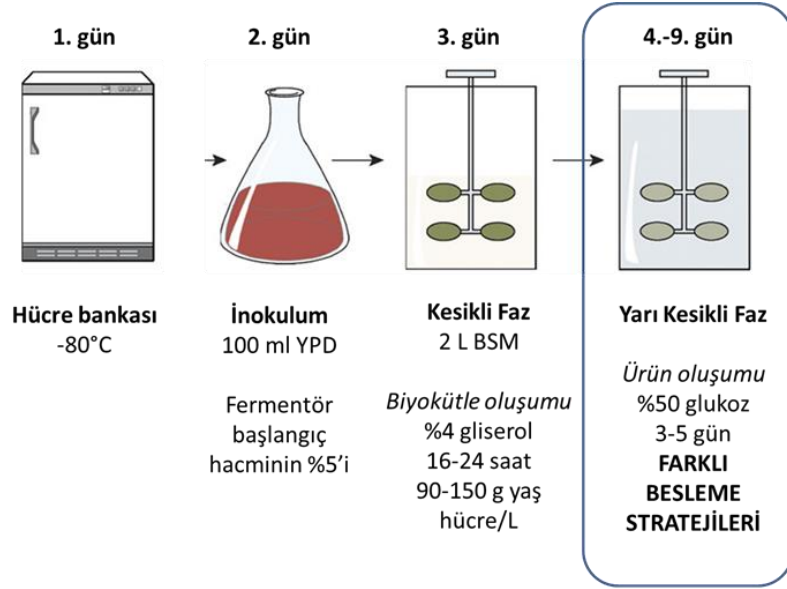 1. gün
Hücre bankası
-80°C
2. gün
İnokulum
100 ml YPD
Fermentör
başlangıç
hacminin %5'i
3. gün
Kesikli Faz
2 L BSM
Biyokütle oluşumu
%4 gliserol
16-24 saat
90-150 g yaş
hücre/L
4.-9. gün
Yarı Kesikli Faz
Ürün oluşumu
%50 glukoz
3-5 gün
FARKLI
BESLEME
STRATEJİLERİ